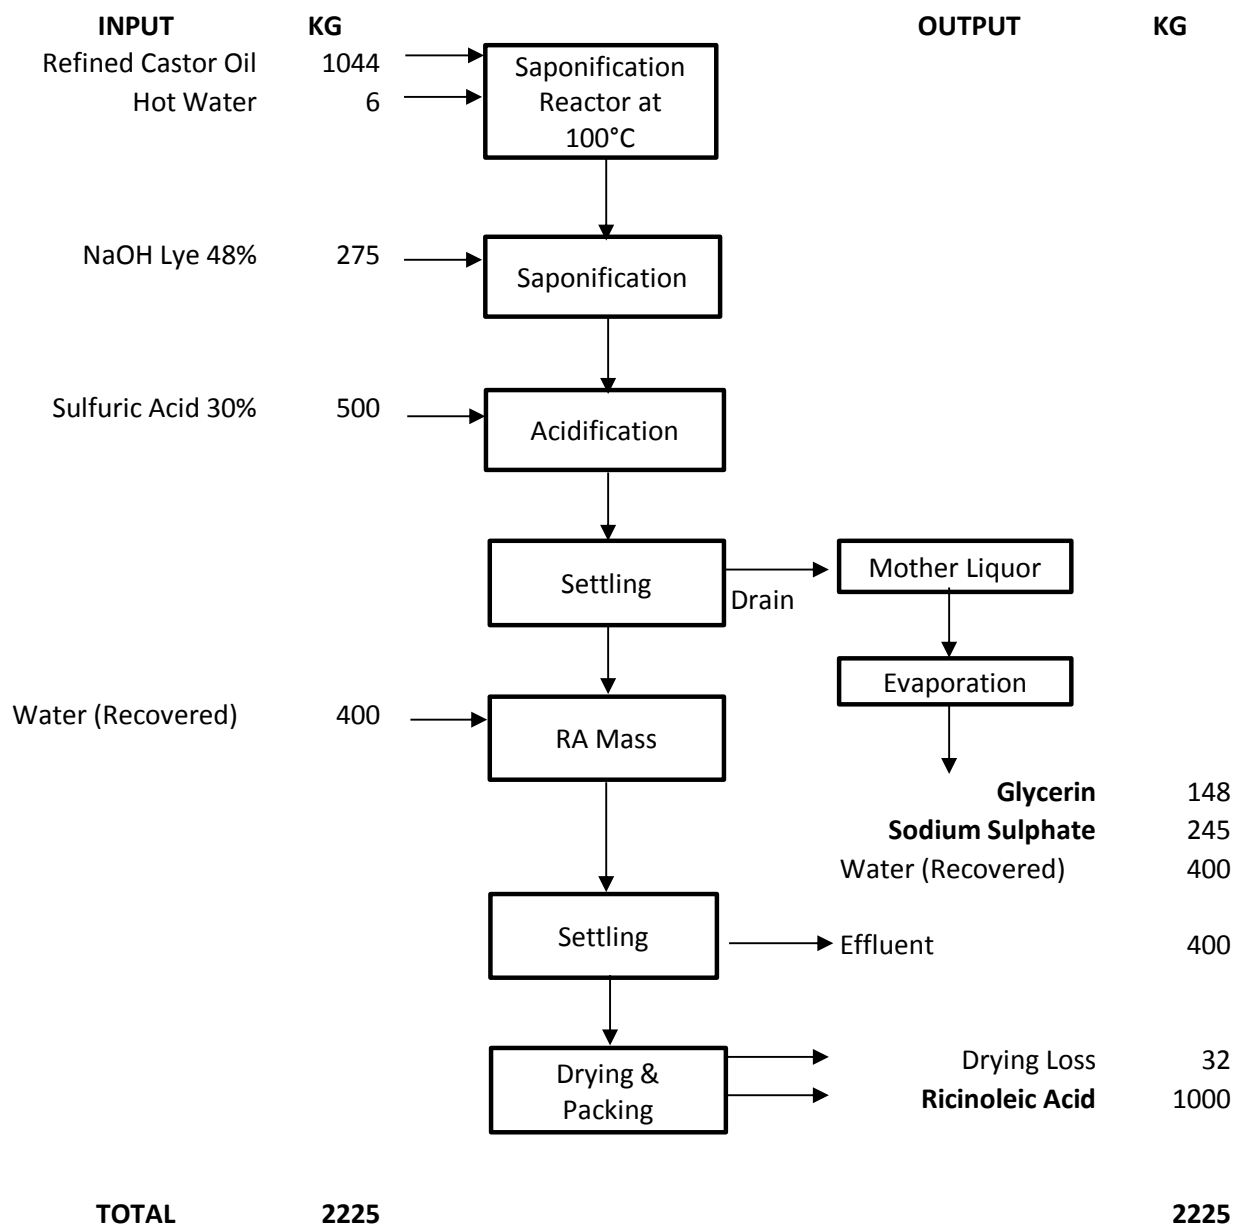 INPUT KG OUTPUT KG
Refined Castor Oil 1044
Hot Water 6
Saponification
Reactor at
100°C
NaOH Lye 48% 275
Saponification
Sulfuric Acid 30% 500
Acidification
Settling
Drain
Mother Liquor
Evaporation
Water (Recovered) 400
RA Mass
Glycerin 148
Sodium Sulphate 245
Water (Recovered) 400
Settling
Effluent 400
Drying &
Packing
Drying Loss 32
Ricinoleic Acid 1000
TOTAL 2225 2225